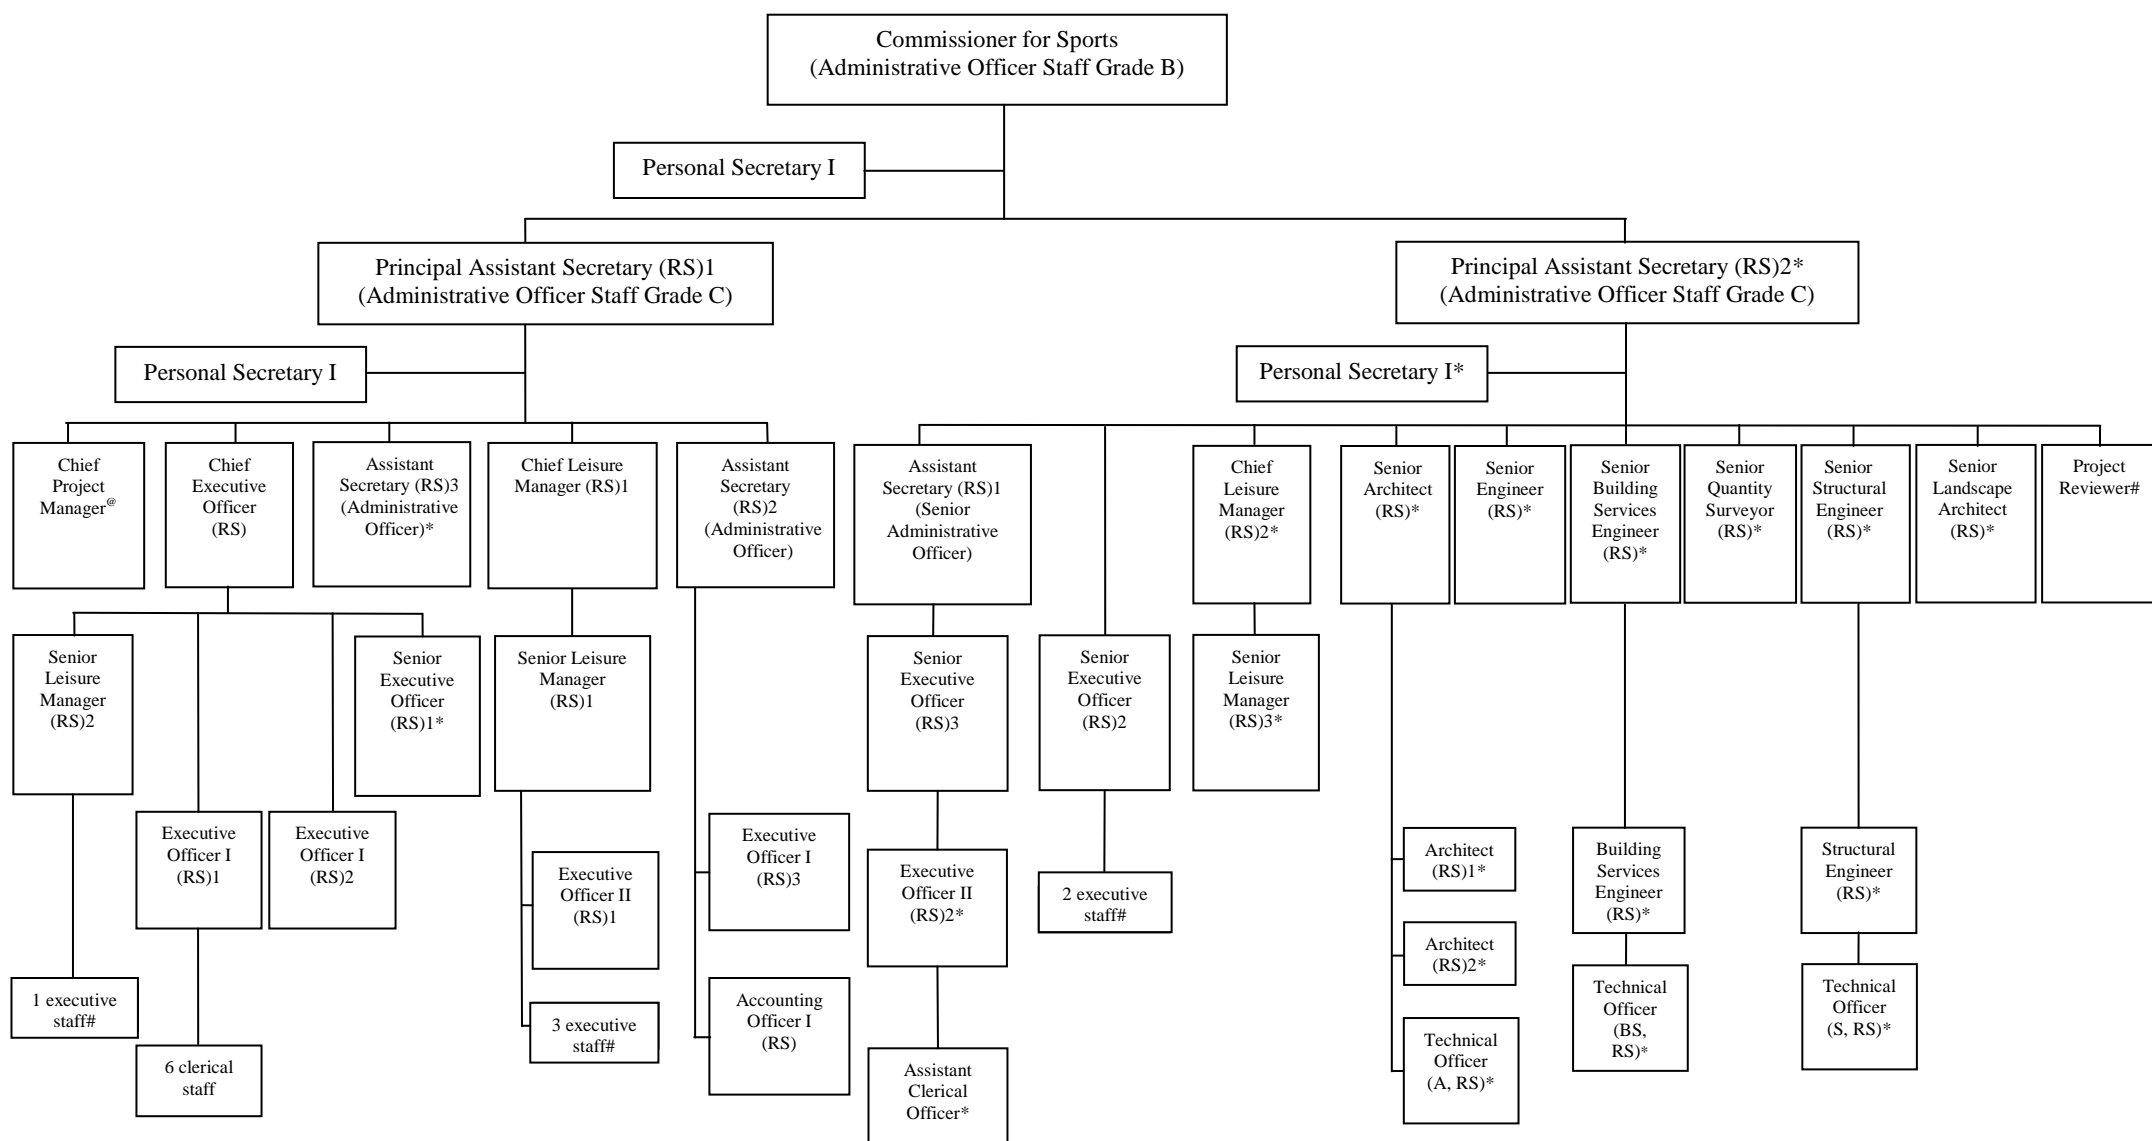 Commissioner for Sports
(Administrative Officer Staff Grade B)
Personal Secretary I
Principal Assistant Secretary (RS)1
(Administrative Officer Staff Grade C)
Principal Assistant Secretary (RS)2*
(Administrative Officer Staff Grade C)
Personal Secretary I
Personal Secretary I*
Chief
Project
Manager@
Chief
Executive
Officer
(RS)
Assistant
Secretary (RS)3
(Administrative
Officer)*
Chief Leisure
Manager (RS)1
Assistant
Secretary
(RS)2
(Administrative
Officer)
Assistant
Secretary (RS)1
(Senior
Administrative
Officer)
Chief
Leisure
Manager
(RS)2*
Senior
Architect
(RS)*
Senior
Engineer
(RS)*
Senior
Building
Services
Engineer
(RS)*
Senior
Quantity
Surveyor
(RS)*
Senior
Structural
Engineer
(RS)*
Senior
Landscape
Architect
(RS)*
Project
Reviewer#
Senior
Leisure
Manager
(RS)2
Senior
Executive
Officer
(RS)1*
Senior Leisure
Manager
(RS)1
Senior
Executive
Officer
(RS)3
Senior
Executive
Officer
(RS)2
Senior
Leisure
Manager
(RS)3*
Executive
Officer I
(RS)1
Executive
Officer I
(RS)2
Executive
Officer II
(RS)1
Executive
Officer I
(RS)3
Executive
Officer II
(RS)2*
2 executive
staff#
Architect
(RS)1*
Building
Services
Engineer
(RS)*
Structural
Engineer
(RS)*
Architect
(RS)2*
1 executive
staff#
6 clerical
staff
3 executive
staff#
Accounting
Officer I
(RS)
Assistant
Clerical
Officer*
Technical
Officer
(A, RS)*
Technical
Officer
(BS,
RS)*
Technical
Officer
(S, RS)*